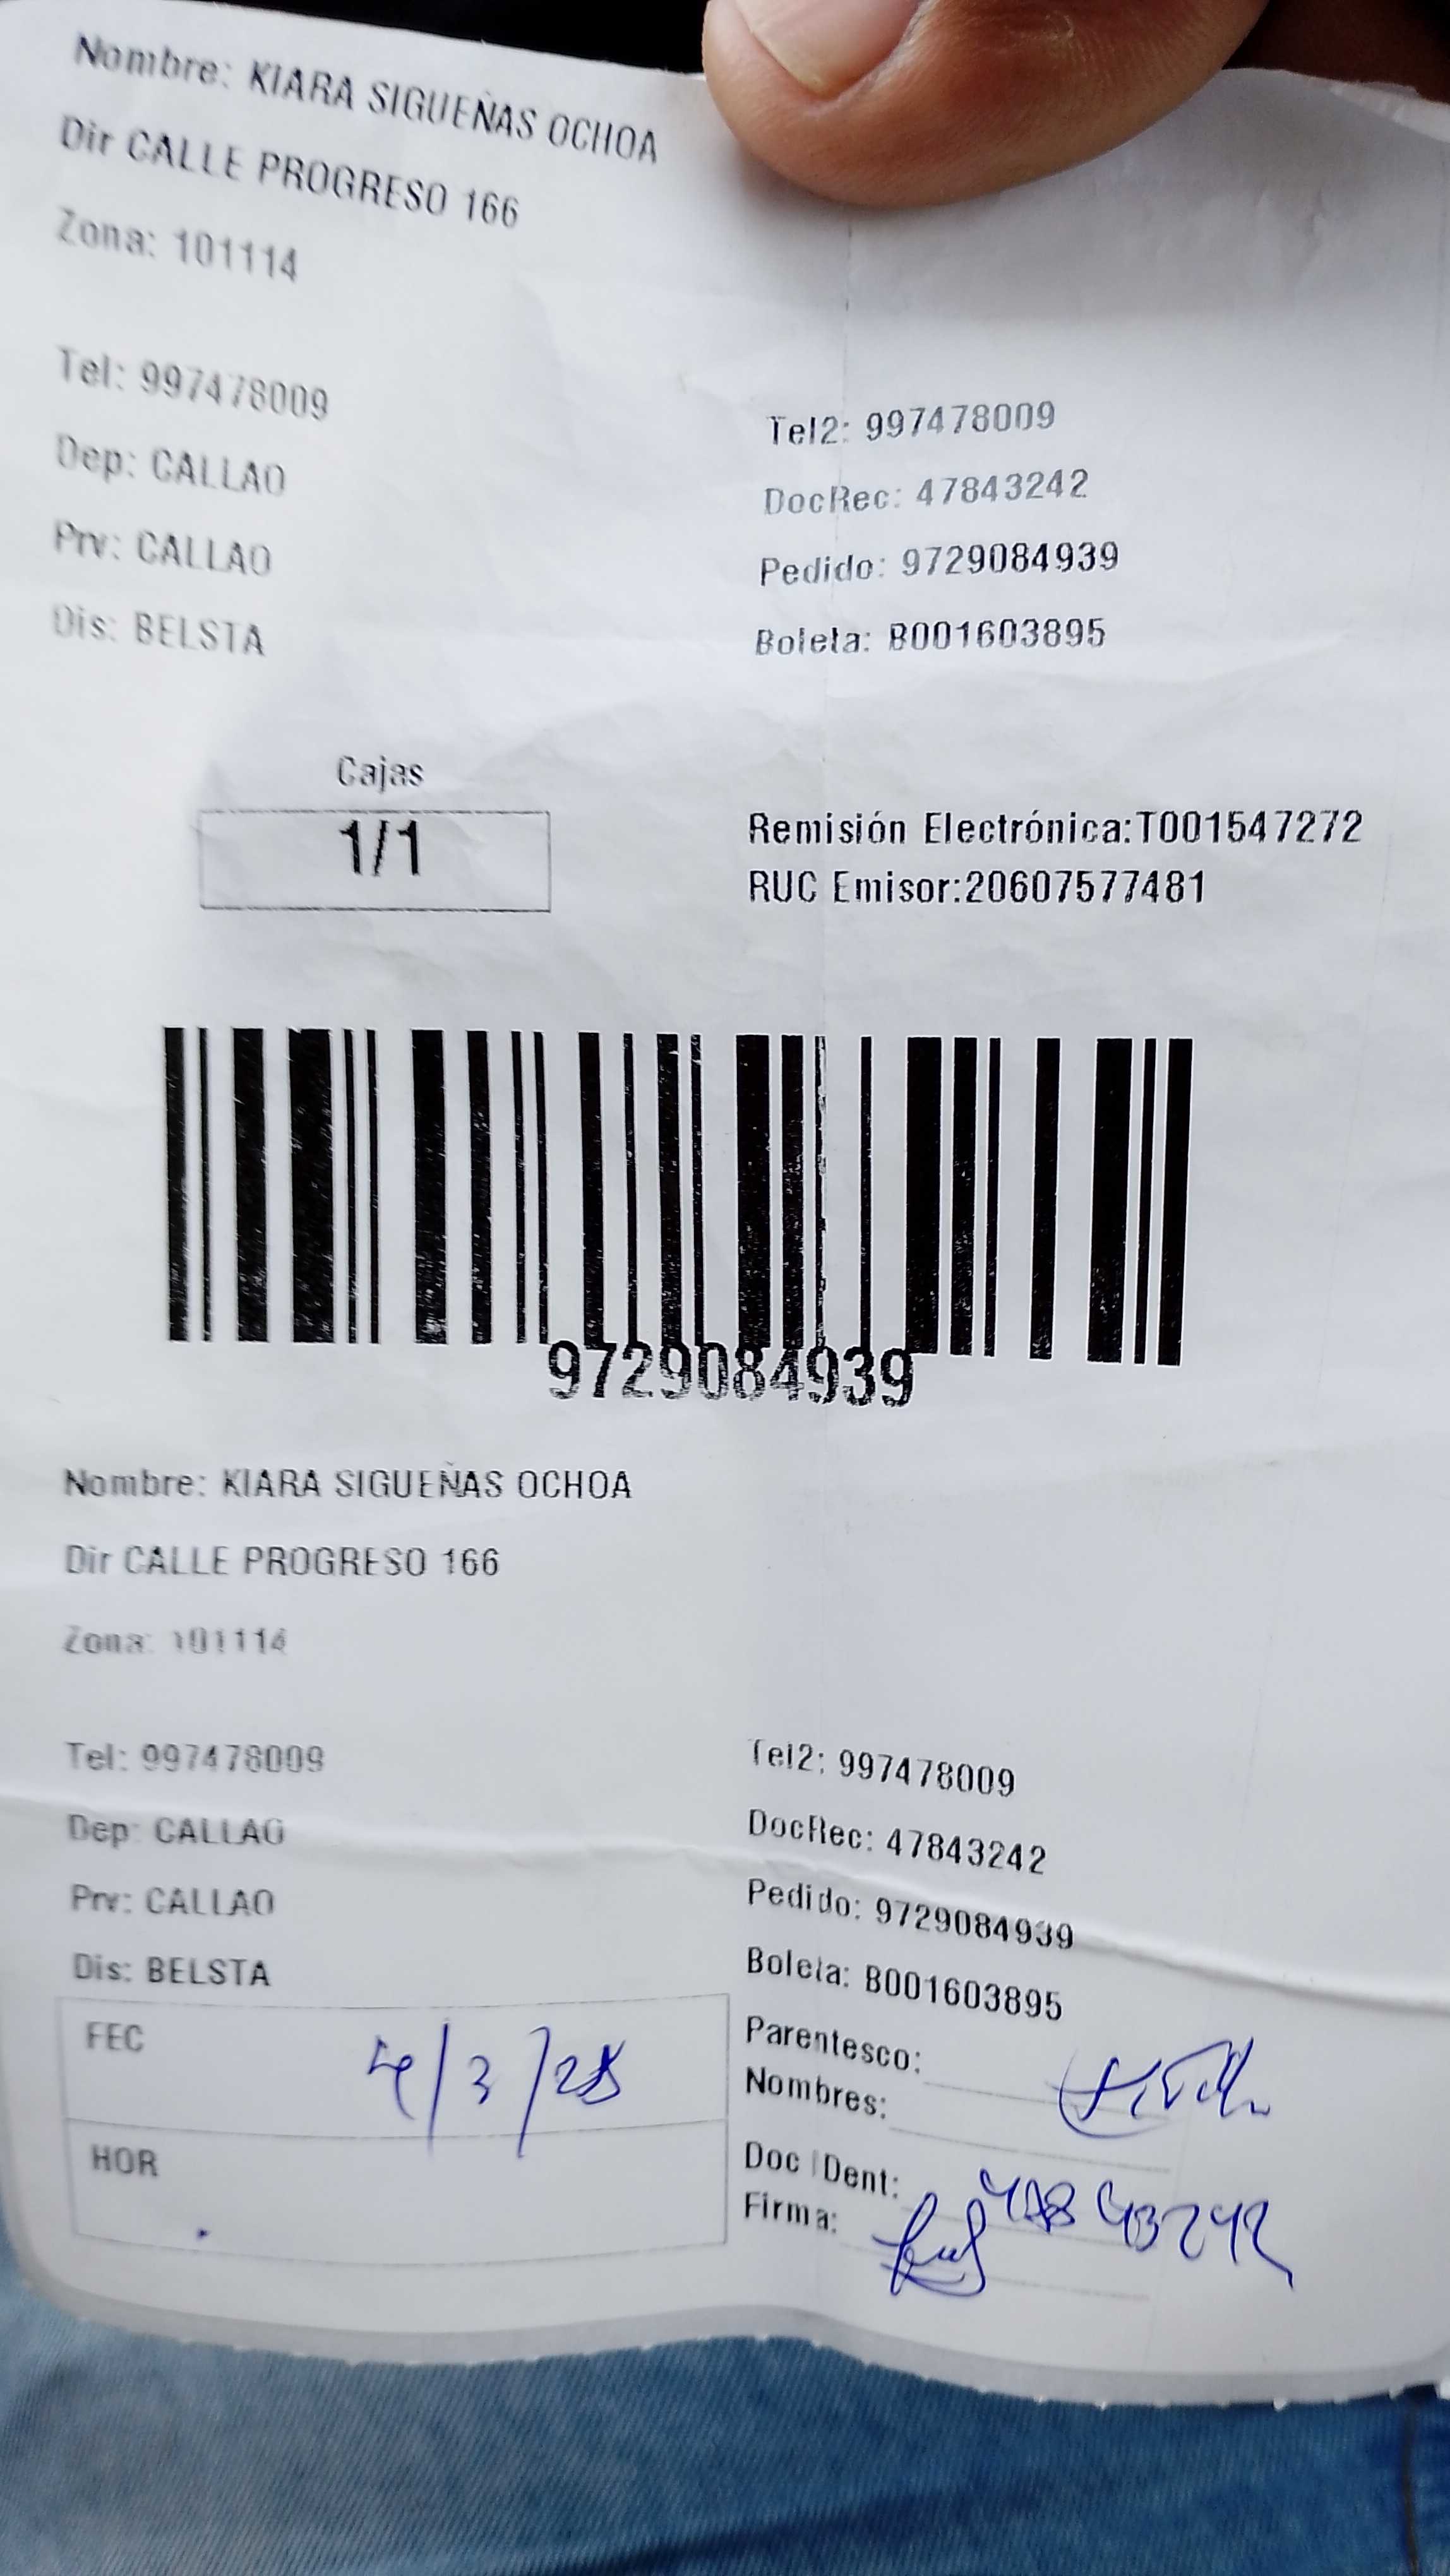 Nombre: KIARA SIGUEÑAS OCHOA
Dir CALLE PROGRESO 166
Zona: 101114
Tel: 997478009
Tel2: 997478009
Dep: CALLAO
DocRec: 47843242
Prv: CALLAO
Pedido: 9729084939
Dis: BELSTA
Boleta: B001603895
Cajas
1/1
Remisión Electrónica:T001547272
RUC Emisor:20607577481
9729084939
Nombre: KIARA SIGUEÑAS OCHOA
Dir CALLE PROGRESO 166
Zona: 101114
Tel: 997478009
Tel2: 997478009
Dep: CALLAO
DocRec: 47843242
Prv: CALLAO
Pedido: 9729084939
Dis: BELSTA
Boleta: B001603895
FEC 4/3/25
Parentesco:
Nombres:
HOR
Doc IDent: 47843242
Firma: